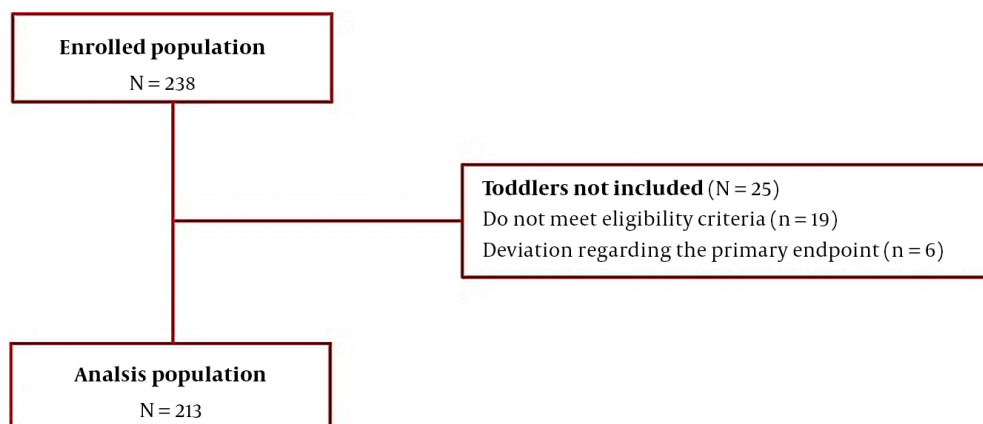 Enrolled population
N = 238
Toddlers not included (N = 25)
Do not meet eligibility criteria (n = 19)
Deviation regarding the primary endpoint (n = 6)
Analsis population
N = 213